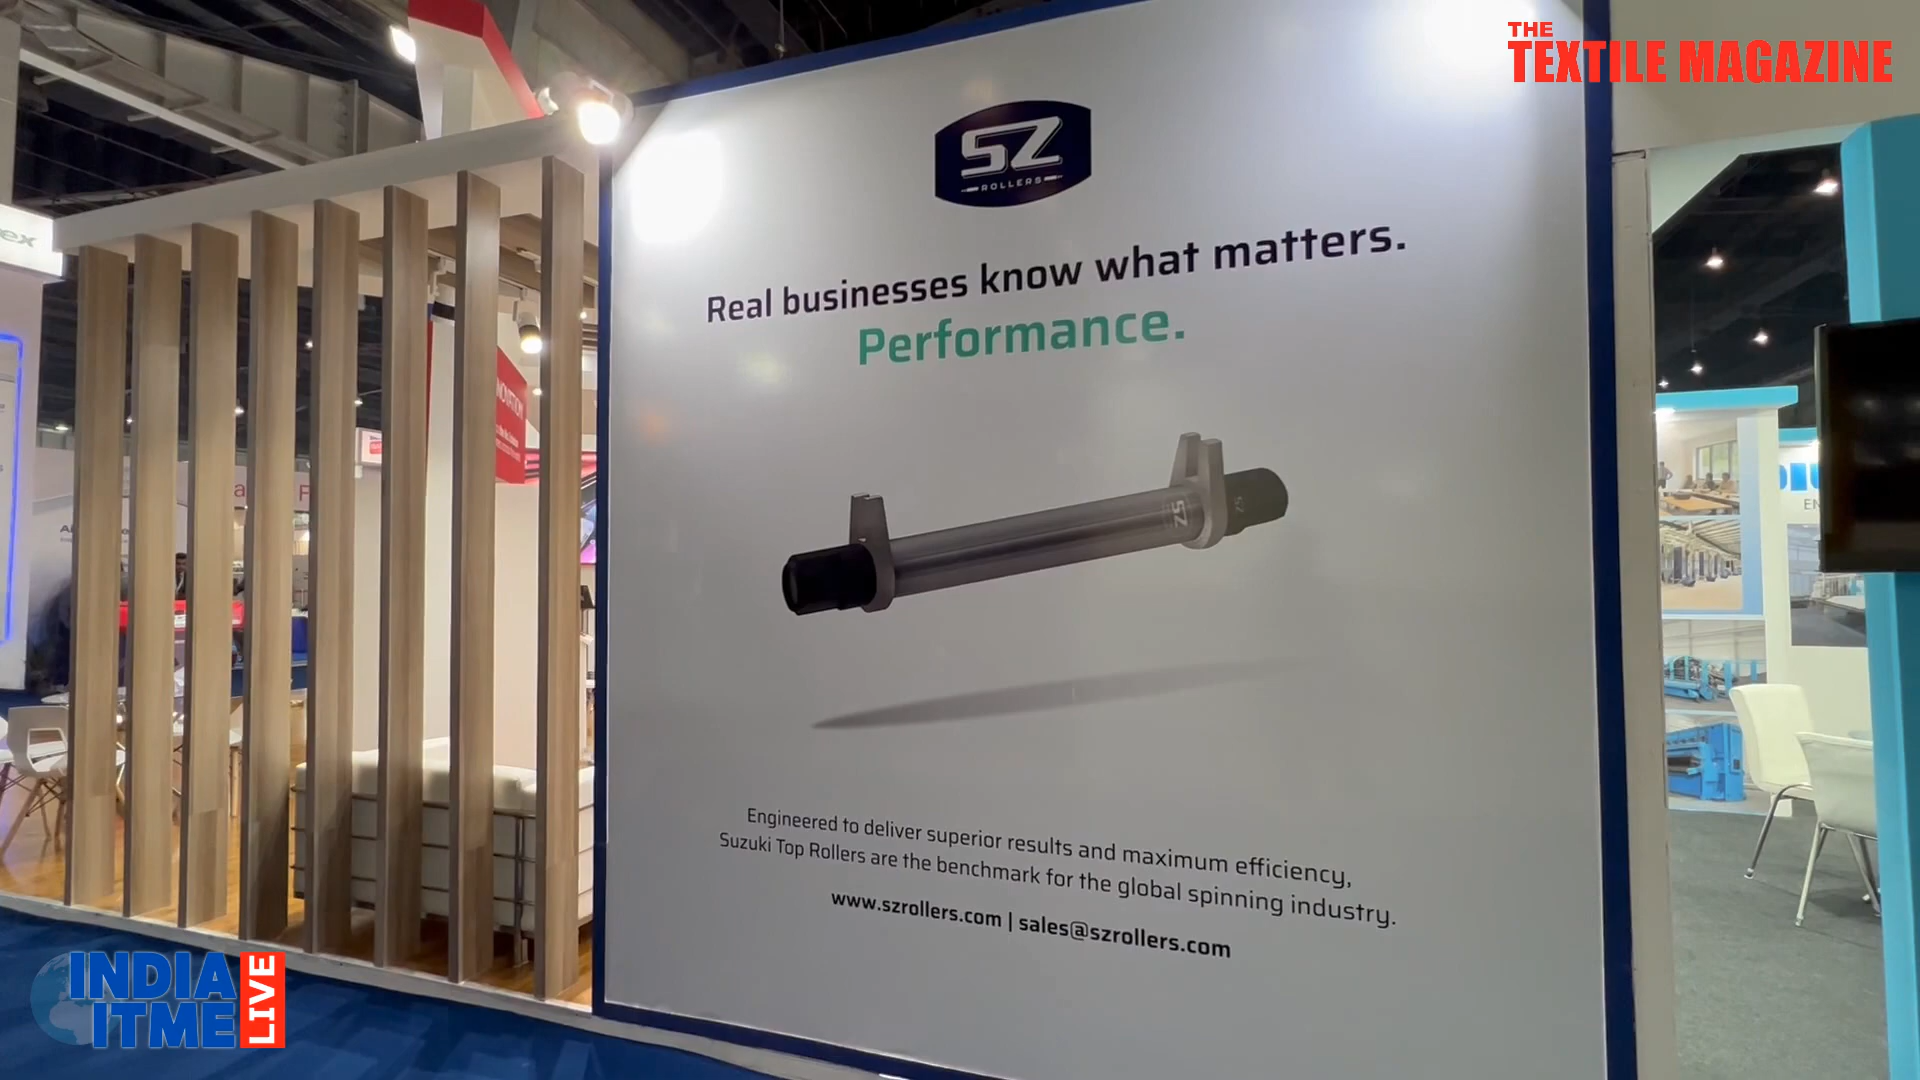 THE
TEXTILE MAGAZINE
SZ
ROLLERS
Real businesses know what matters.
Performance.
SZ
Engineered to deliver superior results and maximum efficiency,
Suzuki Top Rollers are the benchmark for the global spinning industry.
www.szrollers.com | sales@szrollers.com
INDIA
ITME
LIVE